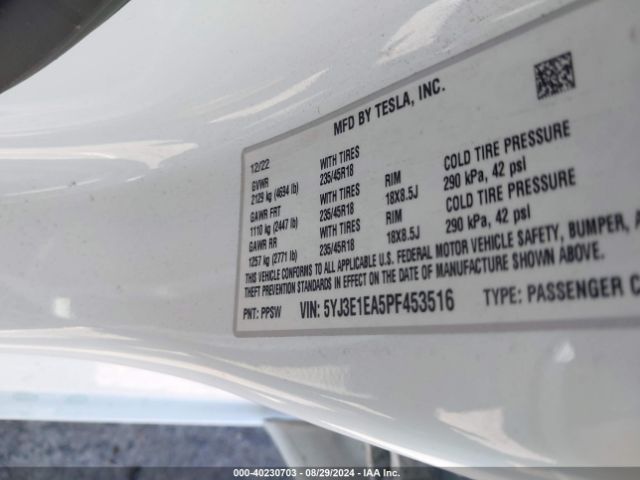 MFD BY TESLA, INC.
12/22
GVWR WITH TIRES RIM COLD TIRE PRESSURE
2129 kg (4694 lb) 235/45R18 18X8.5J 290 kPa, 42 psi
GAWR FRT WITH TIRES RIM COLD TIRE PRESSURE
1110 kg (2447 lb) 235/45R18 18X8.5J 290 kPa, 42 psi
GAWR RR WITH TIRES
1257 kg (2771 lb) 235/45R18
THIS VEHICLE CONFORMS TO ALL APPLICABLE U.S. FEDERAL MOTOR VEHICLE SAFETY, BUMPER, A
THEFT PREVENTION STANDARDS IN EFFECT ON THE DATE OF MANUFACTURE SHOWN ABOVE.
PNT: PPSW VIN: 5YJ3E1EA5PF453516 TYPE: PASSENGER C
000-40230703 - 08/29/2024 - IAA Inc.